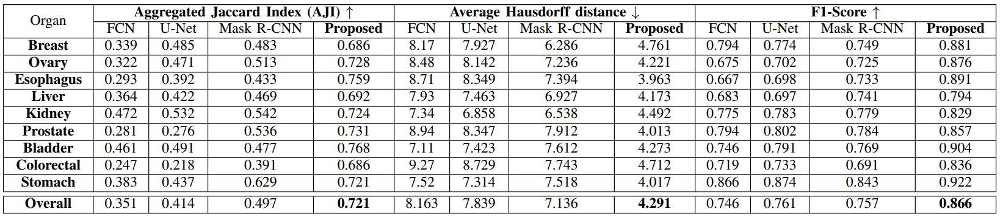 Organ Aggregated Jaccard Index (AJI) ↑ Average Hausdorff distance ↓ F1-Score ↑
FCN U-Net Mask R-CNN Proposed FCN U-Net Mask R-CNN Proposed FCN U-Net Mask R-CNN Proposed
Breast 0.339 0.485 0.483 0.686 8.17 7.927 6.286 4.761 0.794 0.774 0.749 0.881
Ovary 0.322 0.471 0.513 0.728 8.48 8.142 7.236 4.221 0.675 0.702 0.725 0.876
Esophagus 0.293 0.392 0.433 0.759 8.71 8.349 7.394 3.963 0.667 0.698 0.733 0.891
Liver 0.364 0.422 0.469 0.692 7.93 7.463 6.927 4.173 0.683 0.697 0.741 0.794
Kidney 0.472 0.532 0.542 0.724 7.34 6.858 6.538 4.492 0.775 0.783 0.779 0.829
Prostate 0.281 0.276 0.536 0.731 8.94 8.347 7.912 4.013 0.794 0.802 0.784 0.857
Bladder 0.461 0.491 0.477 0.768 7.11 7.423 7.612 4.273 0.746 0.791 0.769 0.904
Colorectal 0.247 0.218 0.391 0.686 9.27 8.729 7.743 4.712 0.719 0.733 0.691 0.836
Stomach 0.383 0.437 0.629 0.721 7.52 7.314 7.518 4.017 0.866 0.874 0.843 0.922
Overall 0.351 0.414 0.497 0.721 8.163 7.839 7.136 4.291 0.746 0.761 0.757 0.866